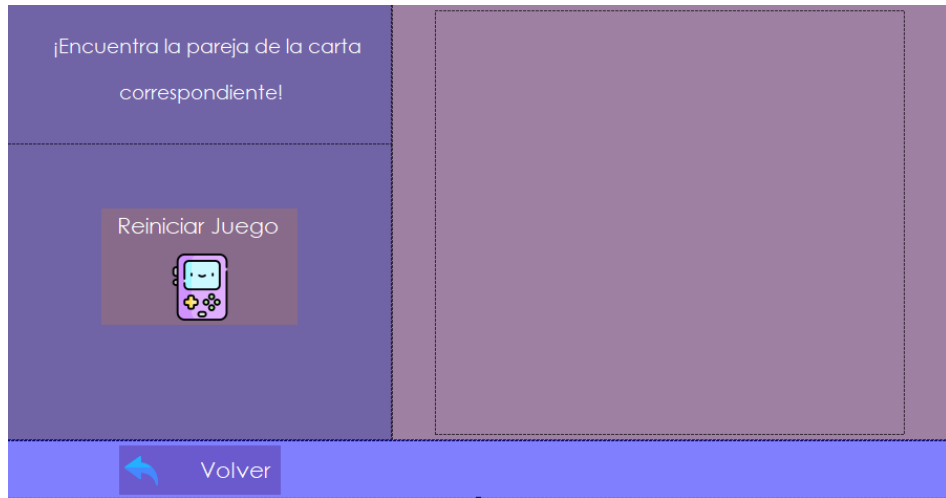 ¡Encuentra la pareja de la carta
correspondiente!
Reiniciar Juego
Volver